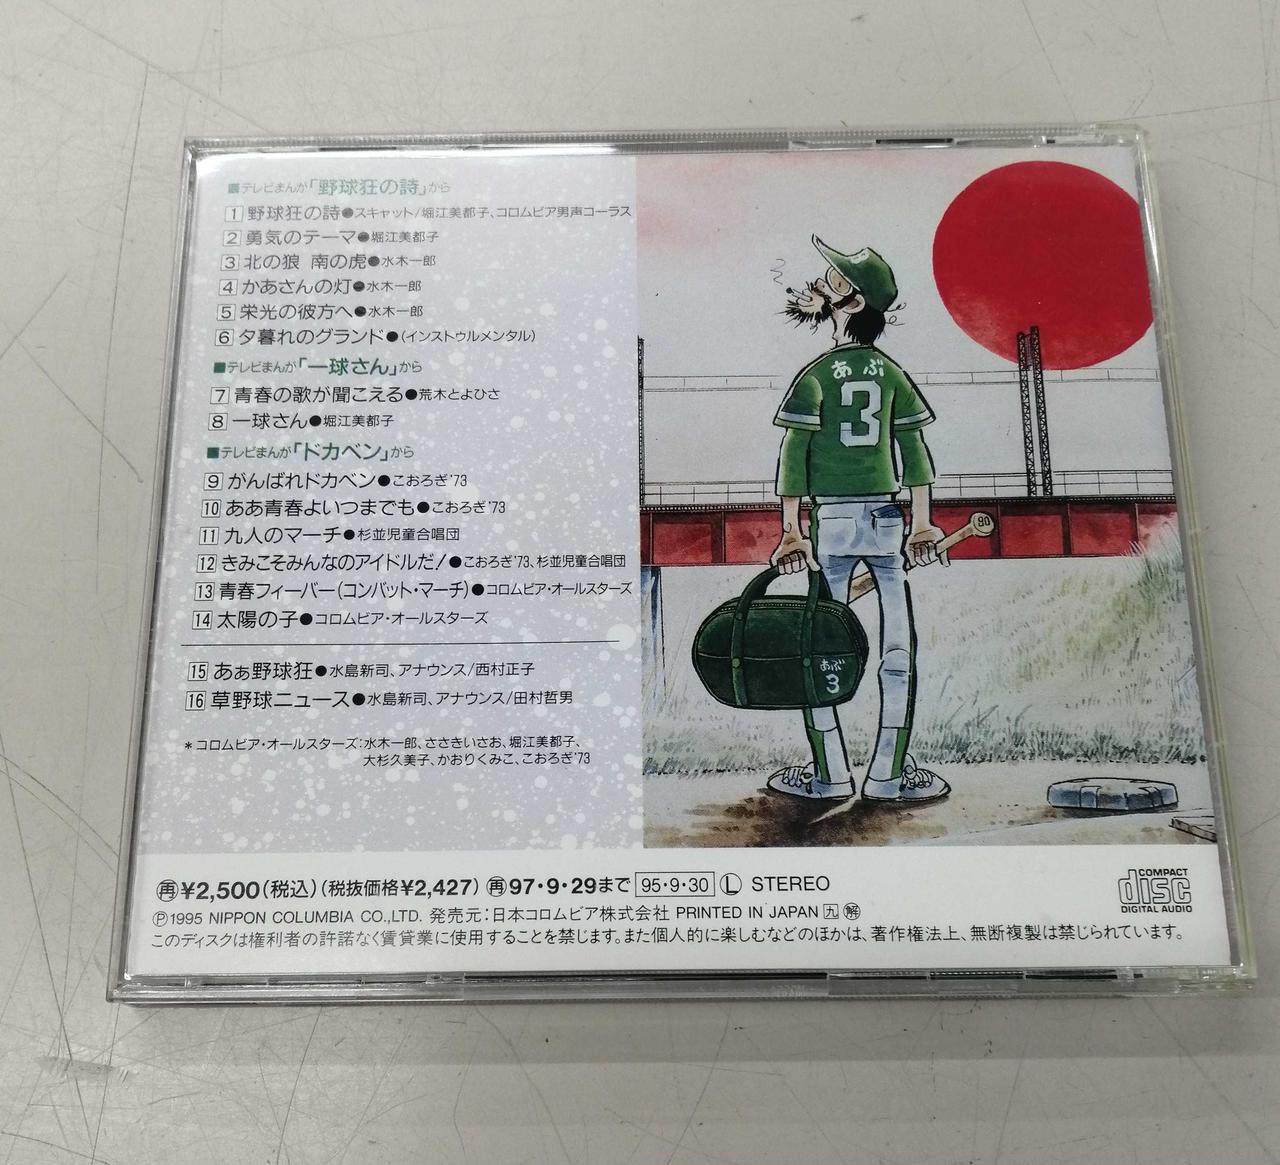 ■テレビまんが「野球狂の詩」から
1 野球狂の詩●スキャット/堀江美都子、コロムビア男声コーラス
2 勇気のテーマ●堀江美都子
3 北の狼 南の虎●水木一郎
4 かあさんの灯●水木一郎
5 栄光の彼方へ●水木一郎
6 夕暮れのグランド●(インストゥルメンタル)
■テレビまんが「一球さん」から
7 青春の歌が聞こえる●荒木とよひさ
8 一球さん●堀江美都子
■テレビまんが「ドカベン」から
9 がんばれドカベン●こおろぎ'73
10 ああ青春よいつまでも●こおろぎ'73
11 九人のマーチ●杉並児童合唱団
12 きみこそみんなのアイドルだ!●こおろぎ'73、杉並児童合唱団
13 青春フィーバー(コンバット・マーチ)●コロムビア・オールスターズ
14 太陽の子●コロムビア・オールスターズ
15 あぁ野球狂●水島新司、アナウンス/西村正子
16 草野球ニュース●水島新司、アナウンス/田村哲男
*コロムビア・オールスターズ:水木一郎、ささきいさお、堀江美都子、
大杉久美子、かおりくみこ、こおろぎ'73
あぶ
3
90
あぶ
3
再¥2,500(税込)(税抜価格¥2,427) 再97・9・29まで 95・9・30 L STEREO
Ⓟ1995 NIPPON COLUMBIA CO.,LTD. 発売元:日本コロムビア株式会社 PRINTED IN JAPAN 九 解
このディスクは権利者の許諾なく賃貸業に使用することを禁じます。また個人的に楽しむなどのほかは、著作権法上、無断複製は禁じられています。
COMPACT
disc
DIGITAL AUDIO